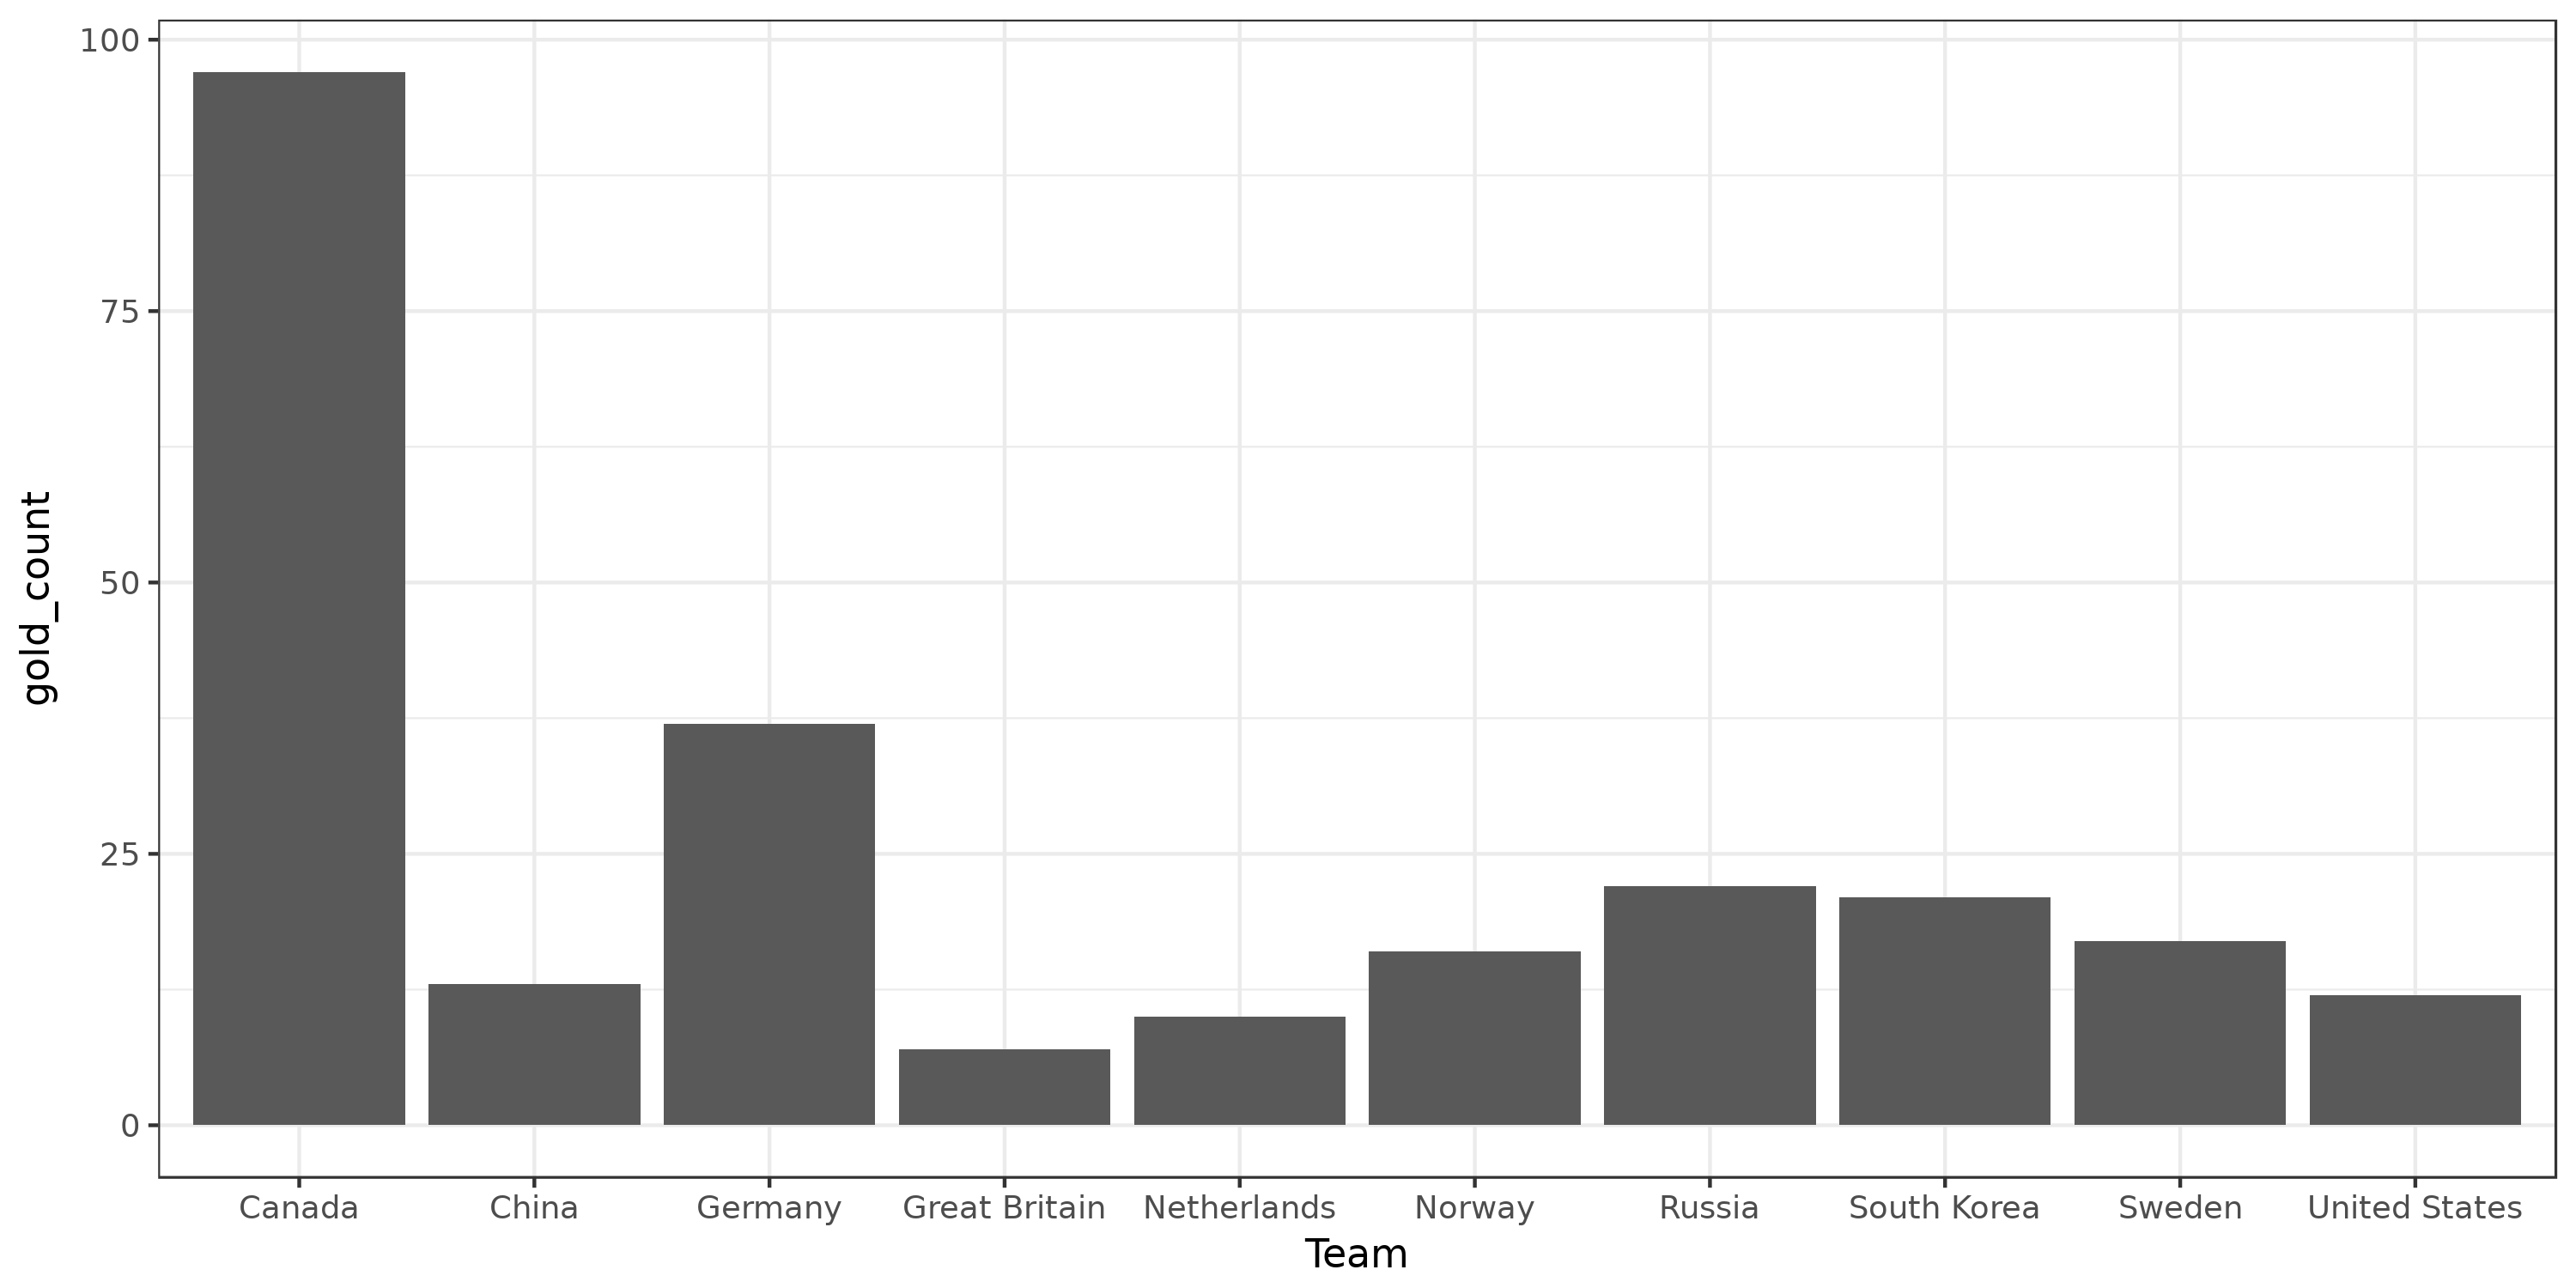 100
75
50
25
0
gold_count
Canada China Germany Great Britain Netherlands Norway Russia South Korea Sweden United States
Team